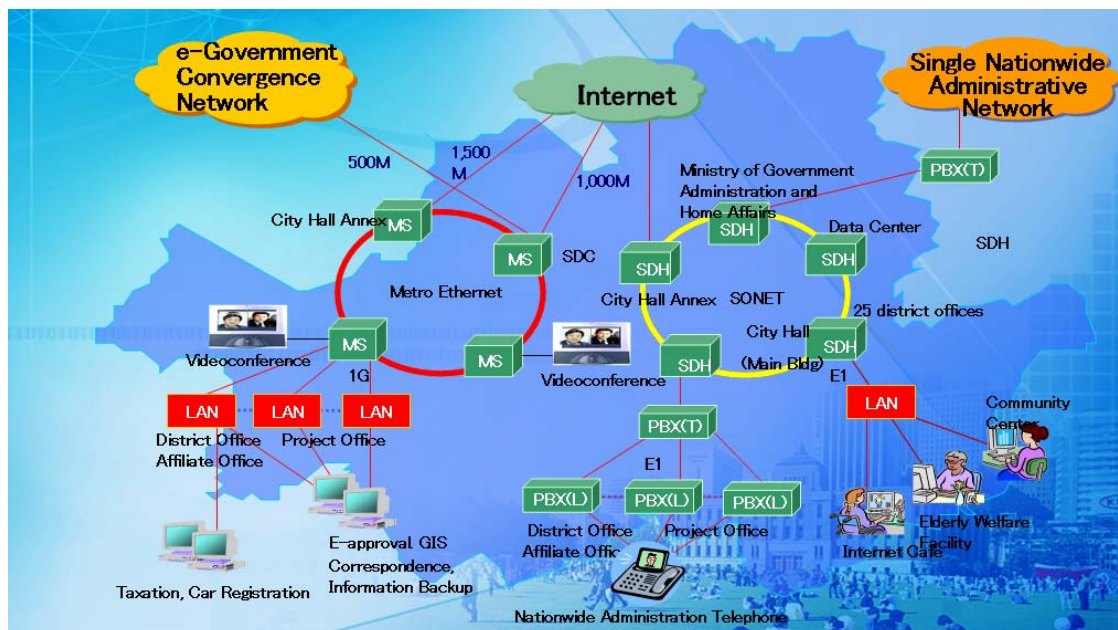 e-Government
Convergence
Network
Internet
Single Nationwide
Administrative
Network
500M
1,500
M
1,000M
Ministry of Government
Administration and
Home Affairs
PBX(T)
City Hall Annex
MS
MS
SDC
SDH
Data Center
SDH
SDH
SDH
Metro Ethernet
City Hall Annex
SONET
25 district offices
City Hall
(Main Bldg)
SDH
MS
MS
SDH
Videoconference
Videoconference
1G
E1
LAN
LAN
LAN
LAN
Community
Center
District Office
Affiliate Office
Project Office
PBX(T)
E1
PBX(L)
PBX(L)
PBX(L)
District Office
Affiliate Offic
Project Office
Elderly Welfare
Facility
Internet Cafe
E-approval. GIS
Correspondence,
Information Backup
Taxation, Car Registration
Nationwide Administration Telephone